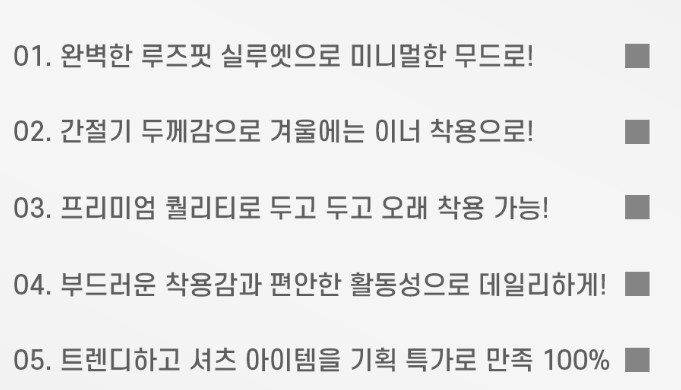 01. 완벽한 루즈핏 실루엣으로 미니멀한 무드로!
02. 간절기 두께감으로 겨울에는 이너 착용으로!
03. 프리미엄 퀄리티로 두고 두고 오래 착용 가능!
04. 부드러운 착용감과 편안한 활동성으로 데일리하게!
05. 트렌디하고 셔츠 아이템을 기획 특가로 만족 100%